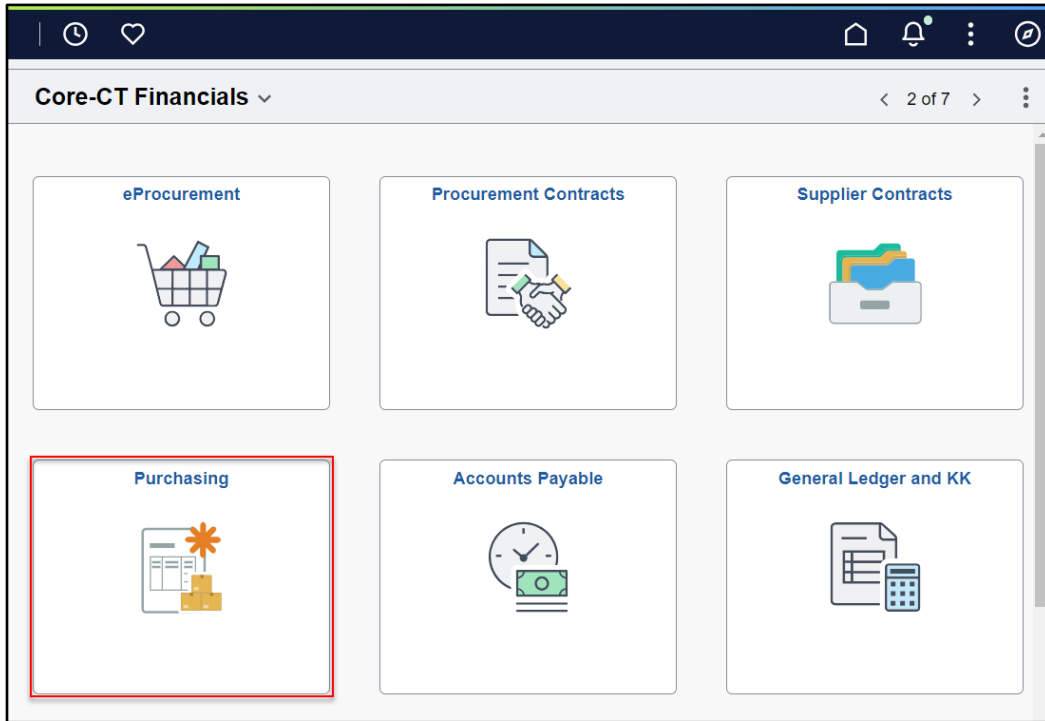 Core-CT Financials
2 of 7
eProcurement
Procurement Contracts
Supplier Contracts
Purchasing
Accounts Payable
General Ledger and KK